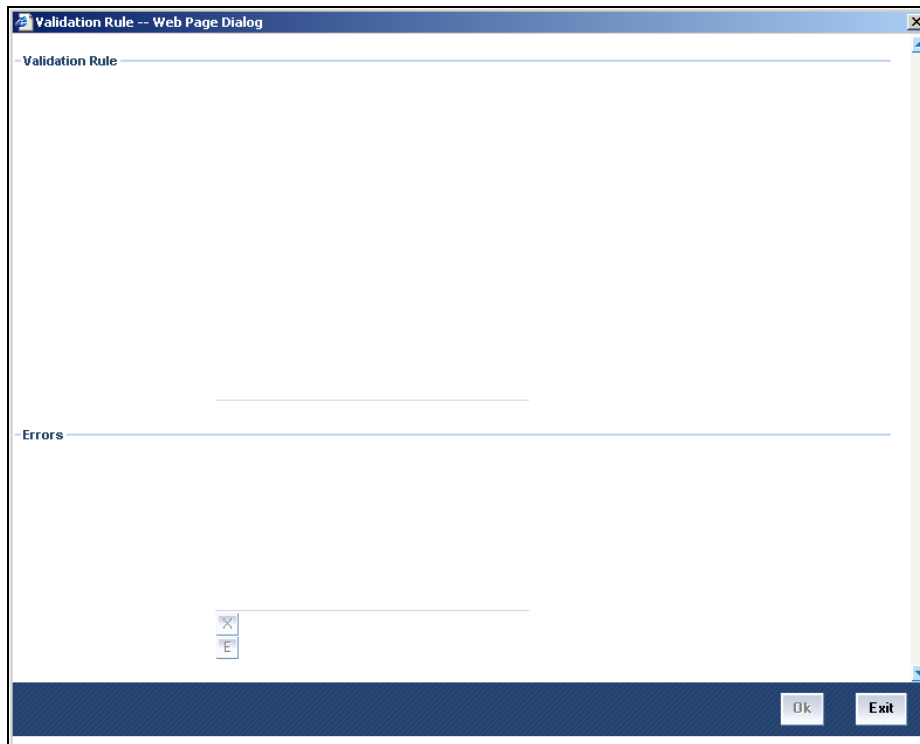 Validation Rule -- Web Page Dialog
Validation Rule
Errors
X
E
Ok
Exit